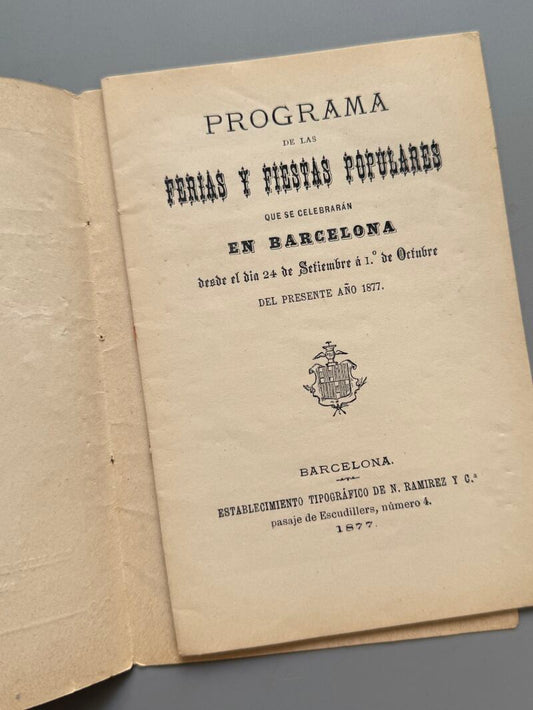 PROGRAMA
DE LAS
FERIAS Y FIESTAS POPULARES
QUE SE CELEBRARÁN
EN BARCELONA
desde el dia 24 de Setiembre á 1.º de Octubre
DEL PRESENTE AÑO 1877.
BARCELONA.
ESTABLECIMIENTO TIPOGRÁFICO DE N. RAMIREZ Y C.ª
pasaje de Escudillers, número 4.
1877.